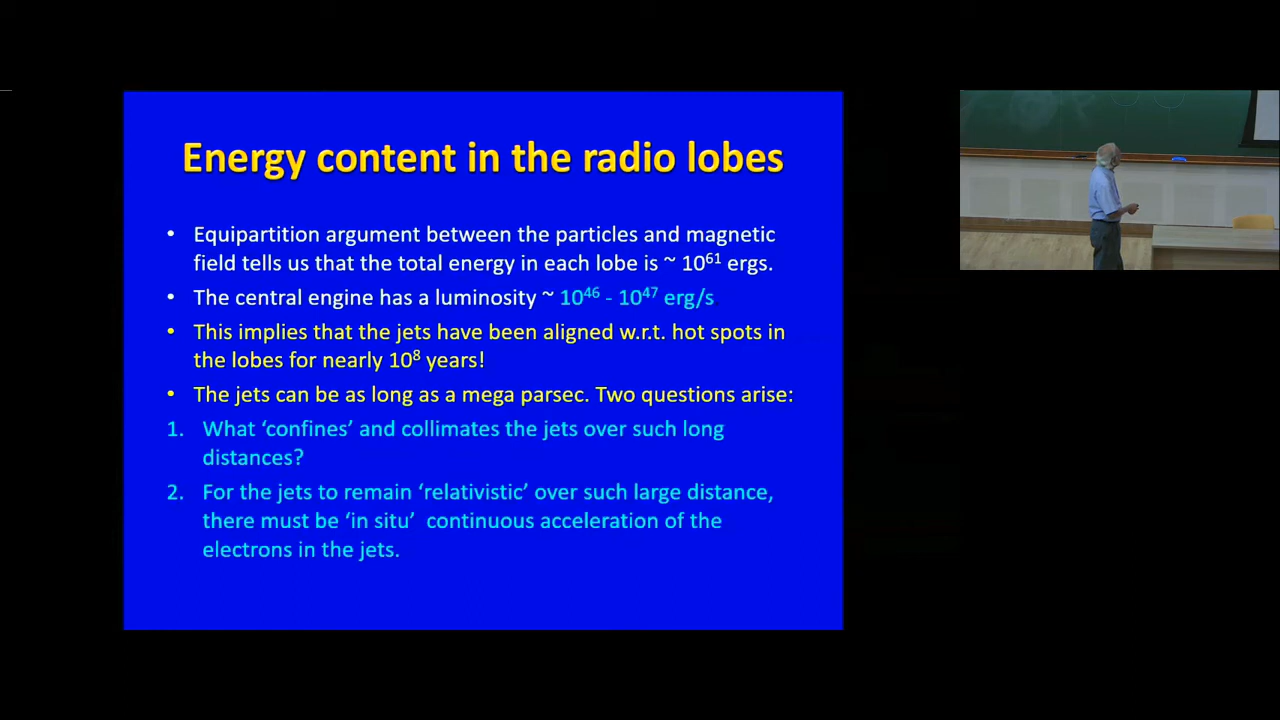 Energy content in the radio lobes
• Equipartition argument between the particles and magnetic
field tells us that the total energy in each lobe is ~ 10⁶¹ ergs.
• The central engine has a luminosity ~ 10⁴⁶ - 10⁴⁷ erg/s.
• This implies that the jets have been aligned w.r.t. hot spots in
the lobes for nearly 10⁸ years!
• The jets can be as long as a mega parsec. Two questions arise:
1. What ‘confines’ and collimates the jets over such long
distances?
2. For the jets to remain ‘relativistic’ over such large distance,
there must be ‘in situ’ continuous acceleration of the
electrons in the jets.